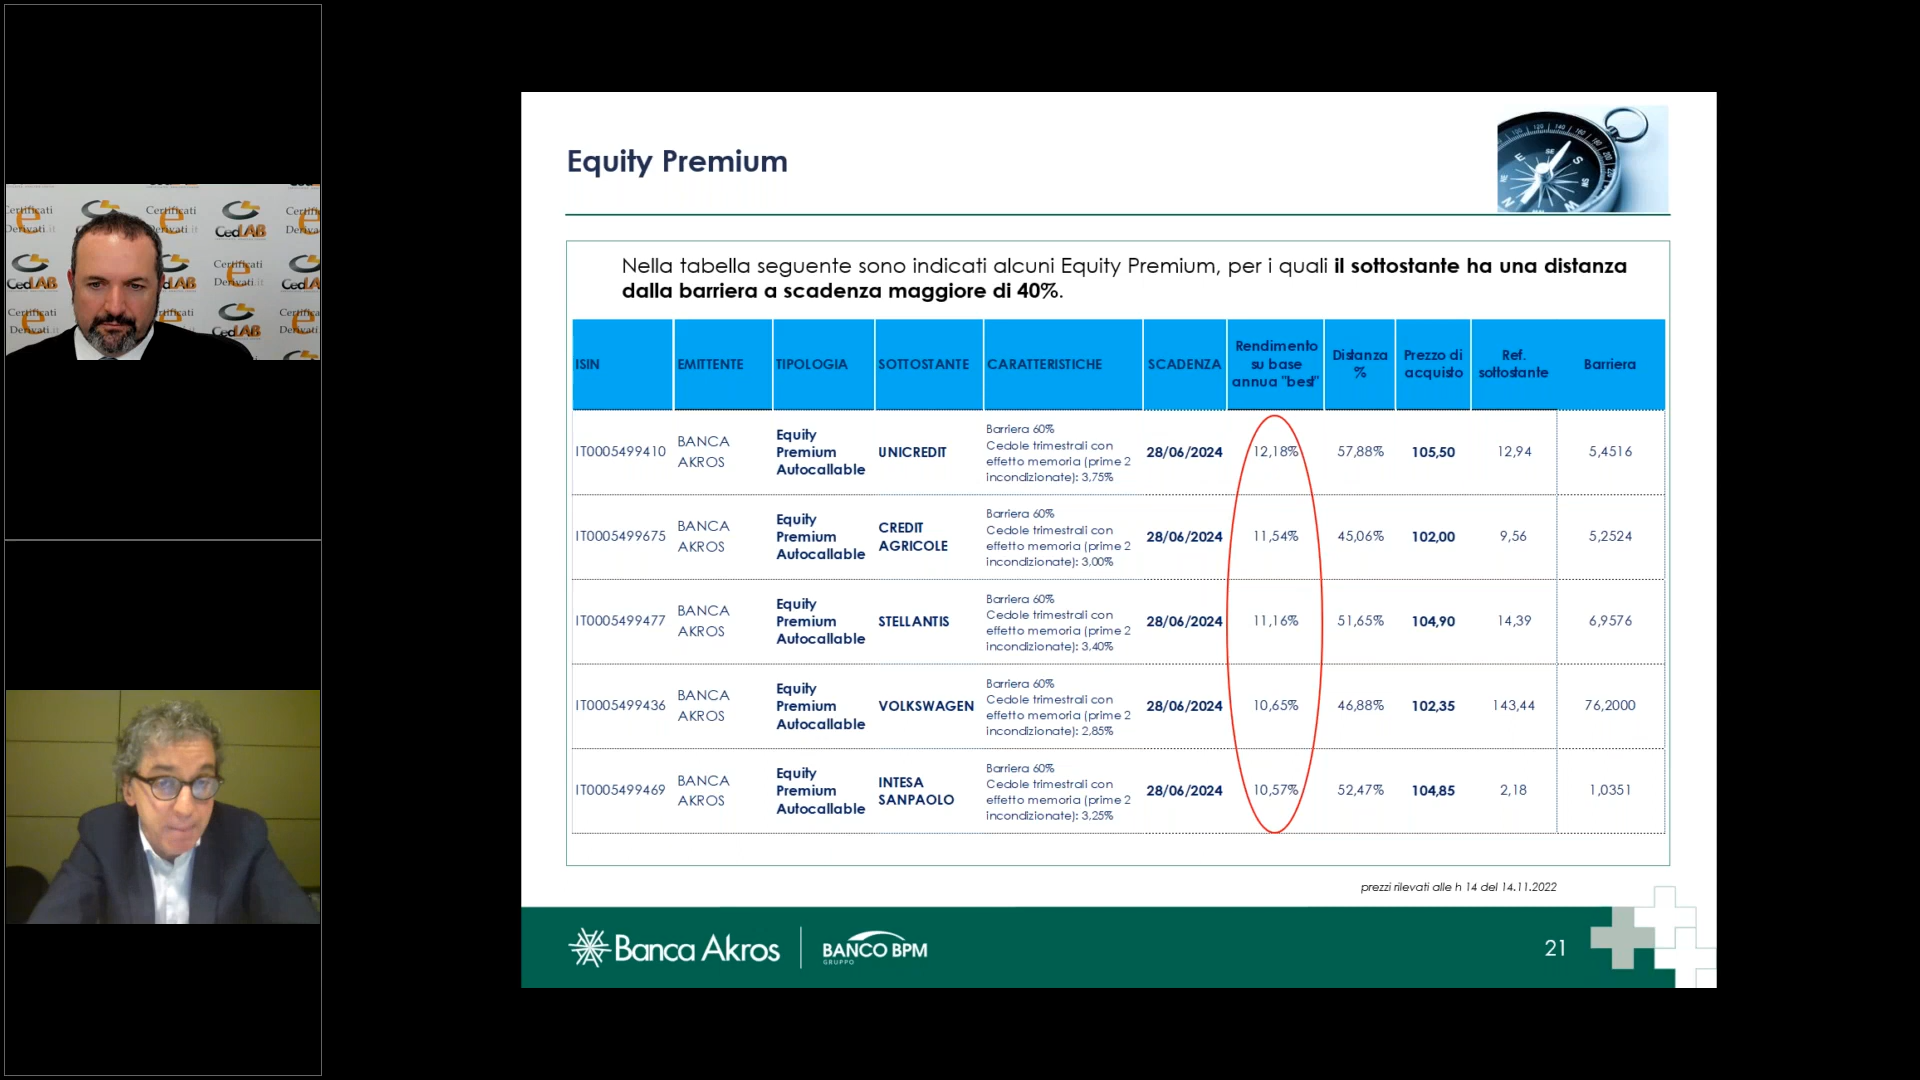 Equity Premium
Nella tabella seguente sono indicati alcuni Equity Premium, per i quali il sottostante ha una distanza
dalla barriera a scadenza maggiore di 40%.
ISIN EMITTENTE TIPOLOGIA SOTTOSTANTE CARATTERISTICHE SCADENZA Rendimento su base annua "best" Distanza % Prezzo di acquisto Ref. sottostante Barriera
IT0005499410 BANCA AKROS Equity Premium Autocallable UNICREDIT Barriera 60% Cedole trimestrali con effetto memoria (prime 2 incondizionate): 3,75% 28/06/2024 12,18% 57,88% 105,50 12,94 5,4516
IT0005499675 BANCA AKROS Equity Premium Autocallable CREDIT AGRICOLE Barriera 60% Cedole trimestrali con effetto memoria (prime 2 incondizionate): 3,00% 28/06/2024 11,54% 45,06% 102,00 9,56 5,2524
IT0005499477 BANCA AKROS Equity Premium Autocallable STELLANTIS Barriera 60% Cedole trimestrali con effetto memoria (prime 2 incondizionate): 3,40% 28/06/2024 11,16% 51,65% 104,90 14,39 6,9576
IT0005499436 BANCA AKROS Equity Premium Autocallable VOLKSWAGEN Barriera 60% Cedole trimestrali con effetto memoria (prime 2 incondizionate): 2,85% 28/06/2024 10,65% 46,88% 102,35 143,44 76,2000
IT0005499469 BANCA AKROS Equity Premium Autocallable INTESA SANPAOLO Barriera 60% Cedole trimestrali con effetto memoria (prime 2 incondizionate): 3,25% 28/06/2024 10,57% 52,47% 104,85 2,18 1,0351
prezzi rilevati alle h 14 del 14.11.2022
Banca Akros
BANCO BPM
GRUPPO
21
Certificati
Derivati.it
CedLAB